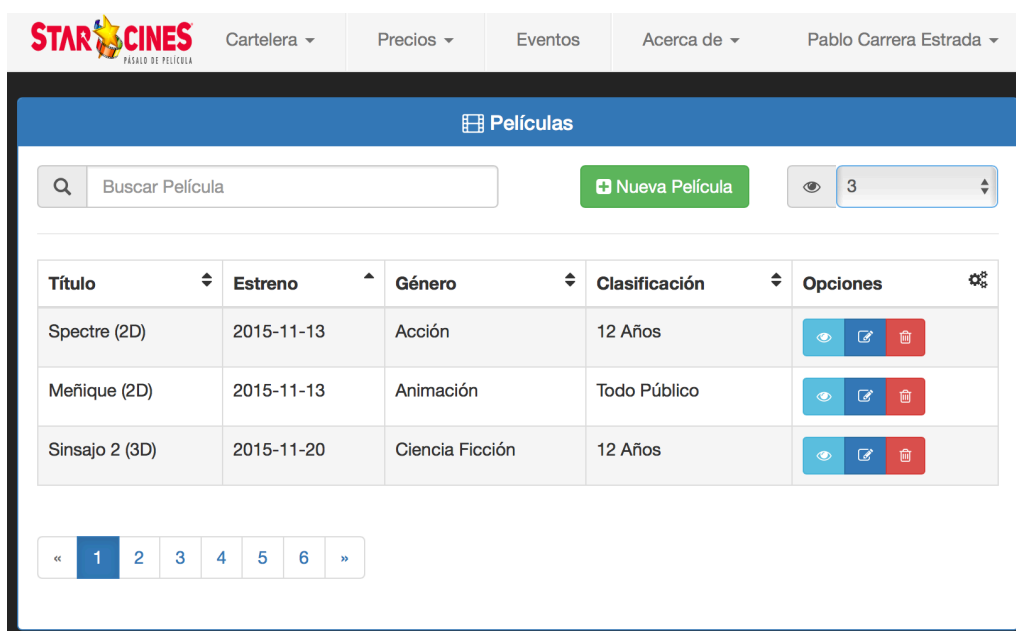 STAR CINES
PÁSALO DE PELÍCULA
Cartelera Precios Eventos Acerca de Pablo Carrera Estrada
Películas
Buscar Película Nueva Película 3
Título Estreno Género Clasificación Opciones
Spectre (2D) 2015-11-13 Acción 12 Años
Meñique (2D) 2015-11-13 Animación Todo Público
Sinsajo 2 (3D) 2015-11-20 Ciencia Ficción 12 Años
« 1 2 3 4 5 6 »